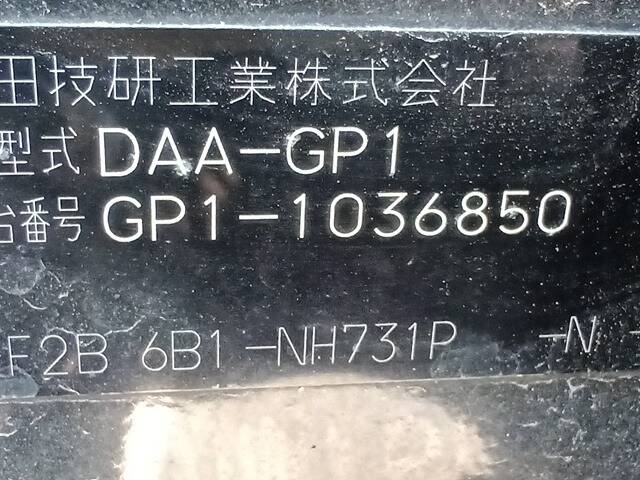 田技研工業株式会社
型式 DAA-GP1
台番号 GP1-1036850
F2B 6B1-NH731P -N -